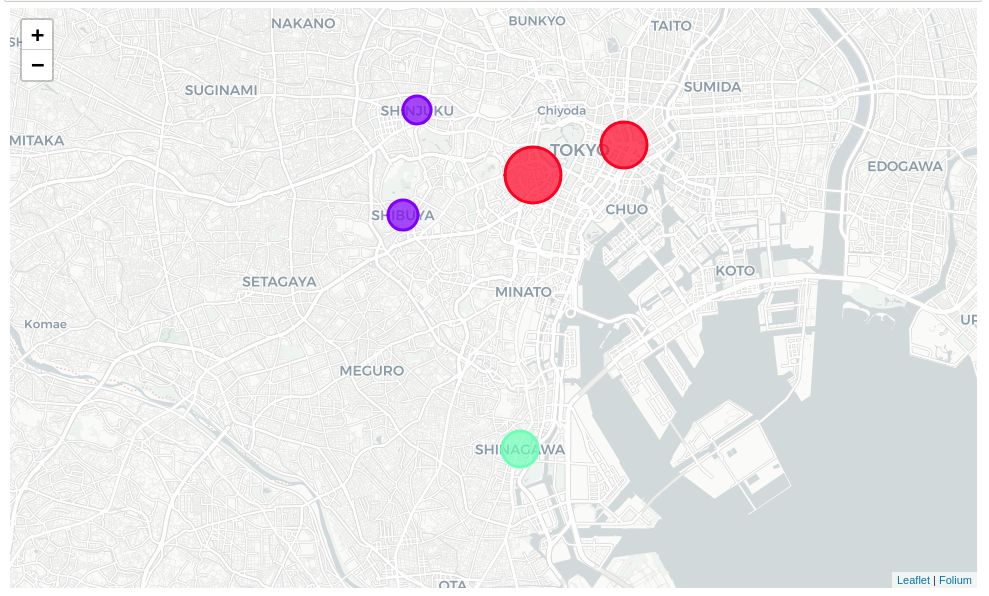 NAKANO
BUNKYO
TAITO
+
−
SUGINAMI
SUMIDA
SHINJUKU
Chiyoda
MITAKA
TOKYO
EDOGAWA
SHIBUYA
CHUO
KOTO
SETAGAYA
MINATO
Komae
MEGURO
SHINAGAWA
OTA
Leaflet | Folium